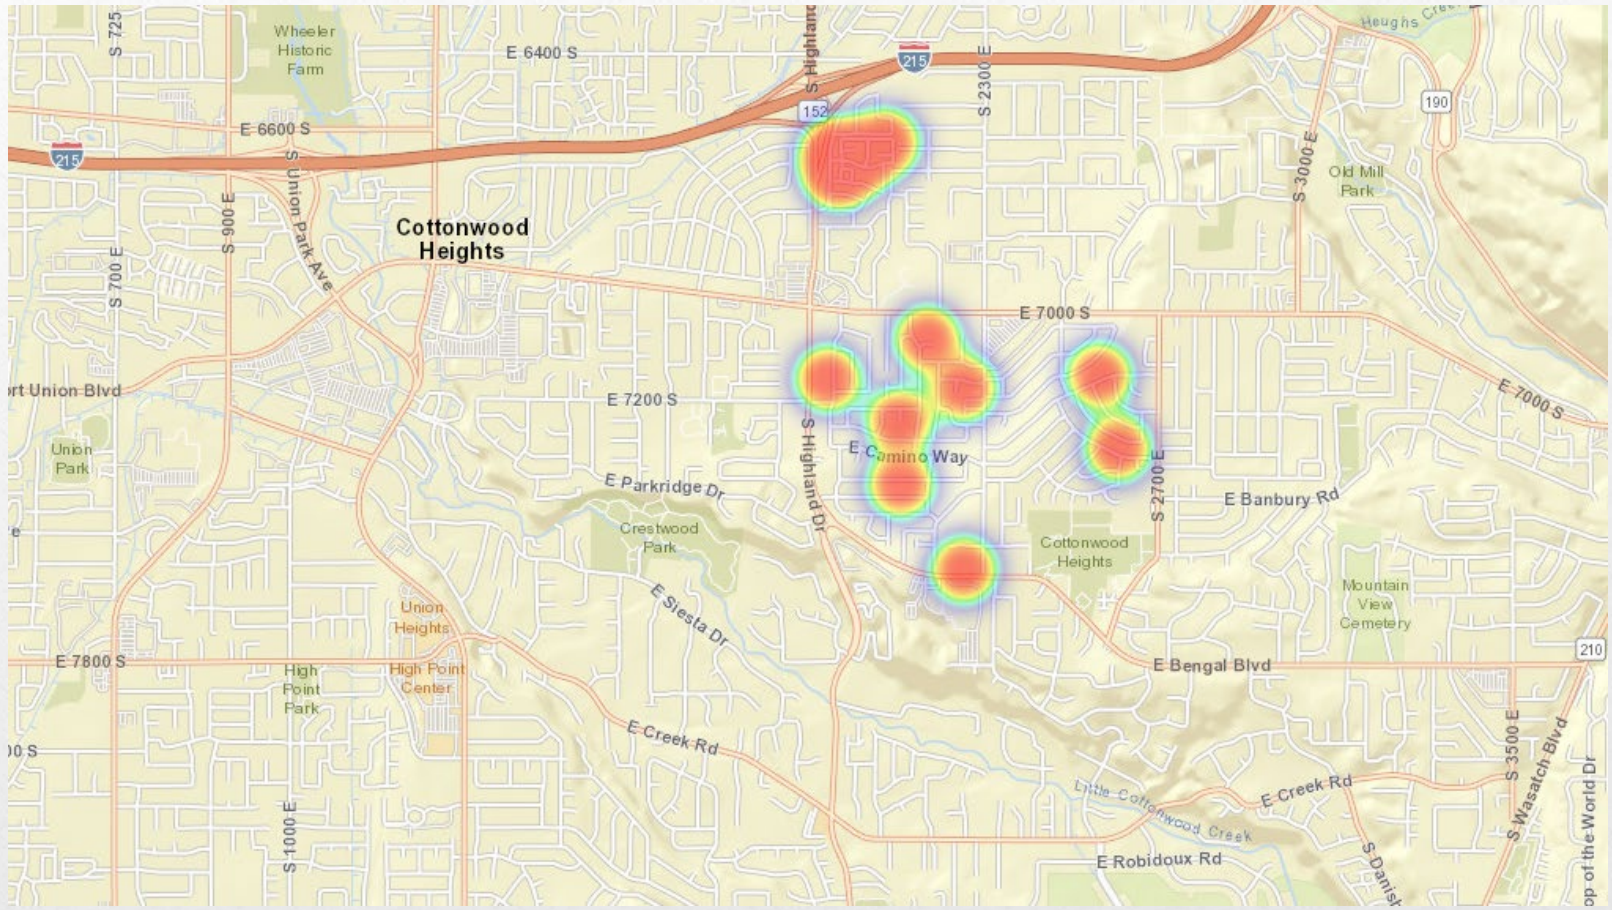 S 725
Wheeler
Historic
Farm
E 6400 S
S Highland
215
S 2300 E
Heughs Creek
152
190
E 6600 S
215
S Union Park Ave
S 3000 E
Old Mill
Park
S 900 E
Cottonwood
Heights
S 700 E
E 7000 S
ort Union Blvd
E 7200 S
E 7000 S
S Highland Dr
Union
Park
E Camino Way
S 2700 E
E Parkridge Dr
E Banbury Rd
Crestwood
Park
e
Cottonwood
Heights
Mountain
View
Cemetery
E Siesta Dr
Union
Heights
210
E 7800 S
High
Point
Park
High Point
Center
E Bengal Blvd
E Creek Rd
00 S
S 3500 E
S Wasatch Blvd
op of the World Dr
E Creek Rd
Little Cottonwood Creek
S 1000 E
E Robidoux Rd
S Danish